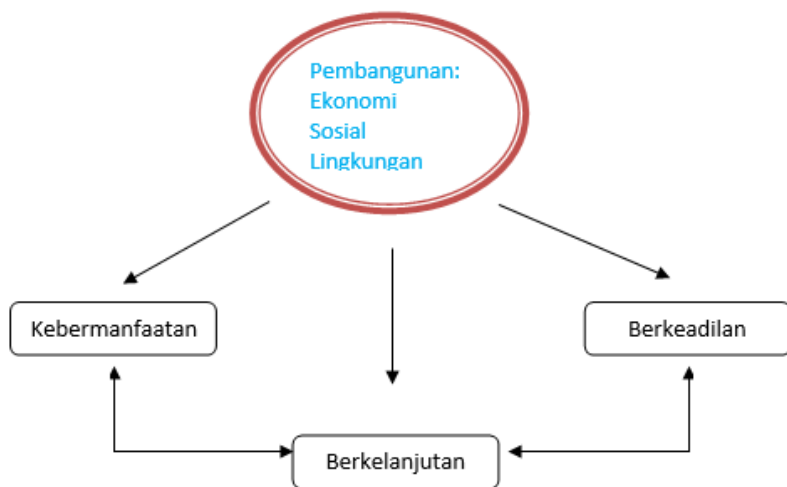 Pembangunan:
Ekonomi
Sosial
Lingkungan
Kebermanfaatan
Berkeadilan
Berkelanjutan